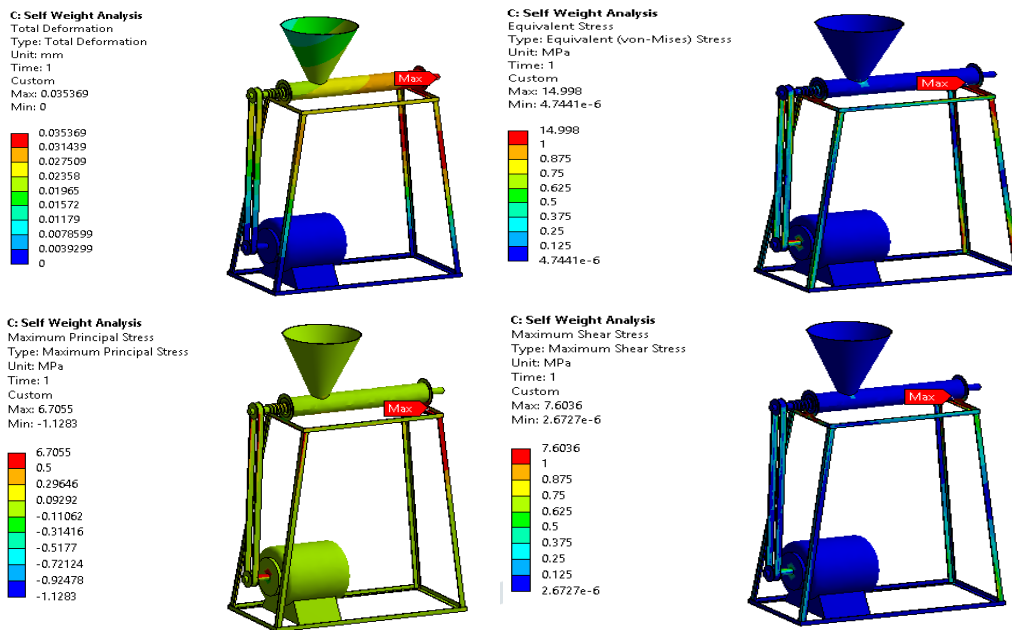 C: Self Weight Analysis
Total Deformation
Type: Total Deformation
Unit: mm
Time: 1
Custom
Max: 0.035369
Min: 0
0.035369
0.031439
0.027509
0.02358
0.01965
0.01572
0.01179
0.0078599
0.0039299
0
Max
C: Self Weight Analysis
Equivalent Stress
Type: Equivalent (von-Mises) Stress
Unit: MPa
Time: 1
Custom
Max: 14.998
Min: 4.7441e-6
14.998
1
0.875
0.75
0.625
0.5
0.375
0.25
0.125
4.7441e-6
Max
C: Self Weight Analysis
Maximum Principal Stress
Type: Maximum Principal Stress
Unit: MPa
Time: 1
Custom
Max: 6.7055
Min: -1.1283
6.7055
0.5
0.29646
0.09292
-0.11062
-0.31416
-0.5177
-0.72124
-0.92478
-1.1283
Max
C: Self Weight Analysis
Maximum Shear Stress
Type: Maximum Shear Stress
Unit: MPa
Time: 1
Custom
Max: 7.6036
Min: 2.6727e-6
7.6036
1
0.875
0.75
0.625
0.5
0.375
0.25
0.125
2.6727e-6
Max